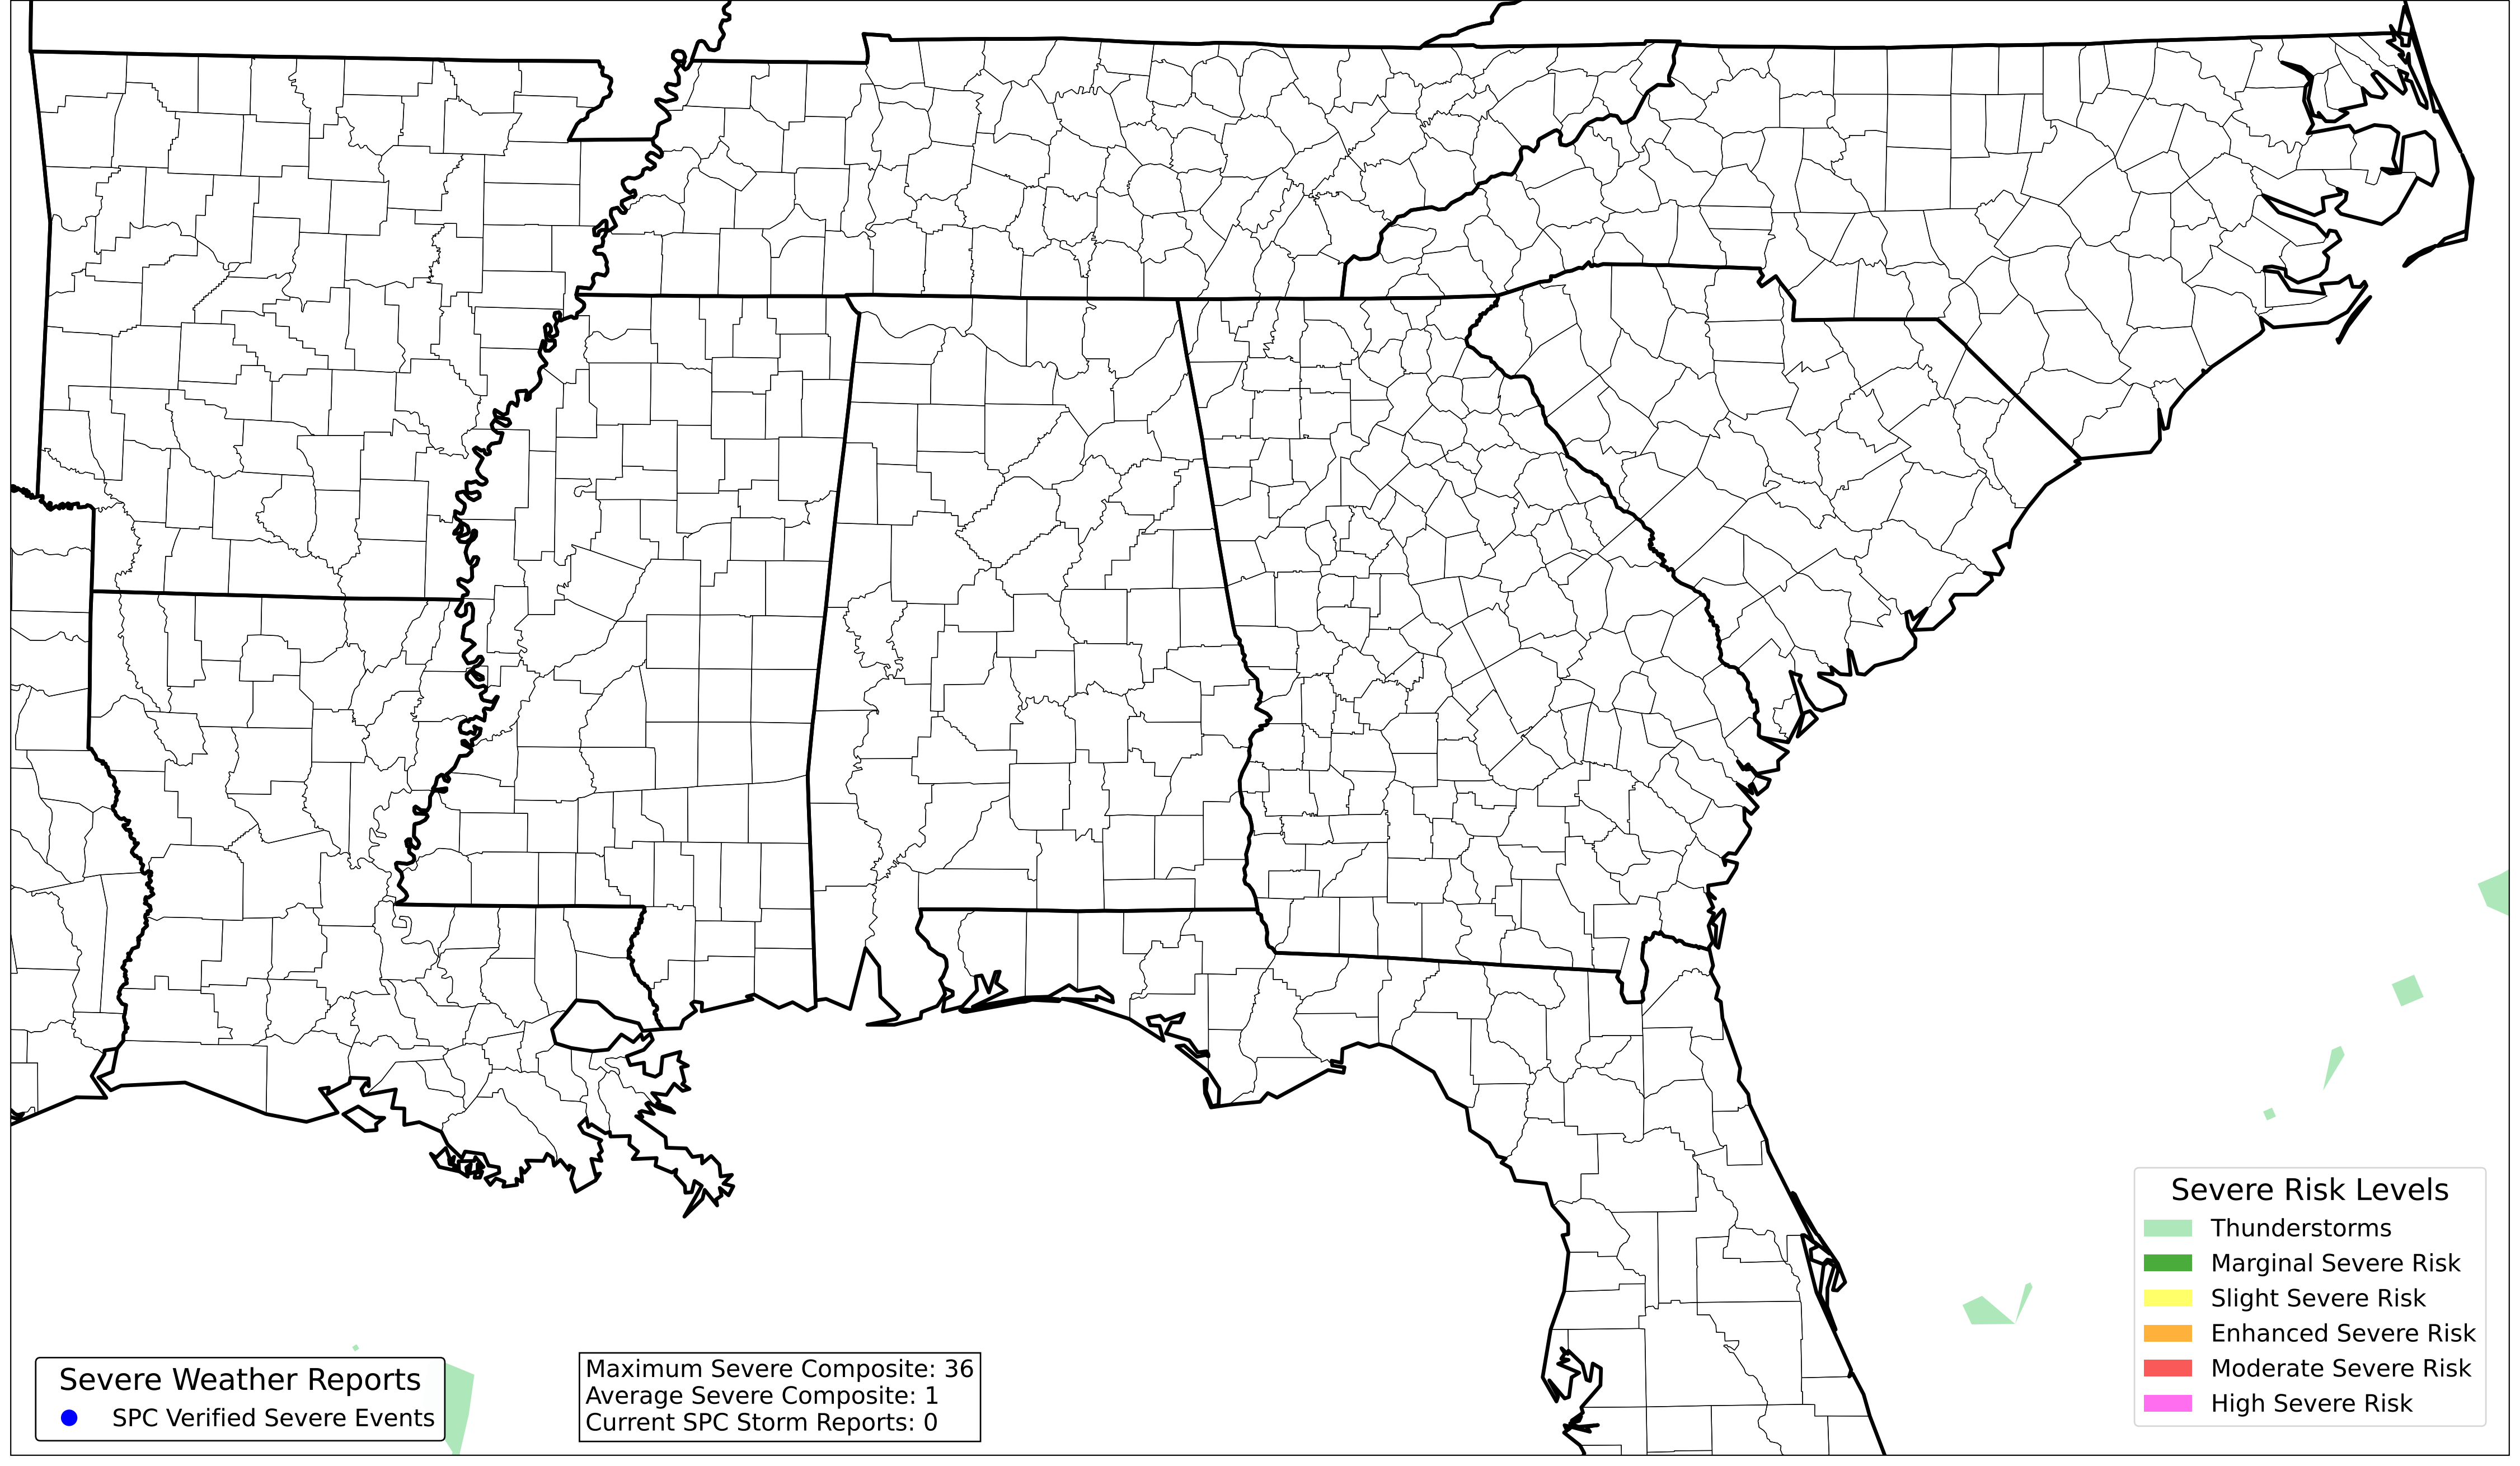 Severe Risk Levels
Thunderstorms
Marginal Severe Risk
Slight Severe Risk
Enhanced Severe Risk
Moderate Severe Risk
High Severe Risk
Severe Weather Reports
SPC Verified Severe Events
Maximum Severe Composite: 36
Average Severe Composite: 1
Current SPC Storm Reports: 0